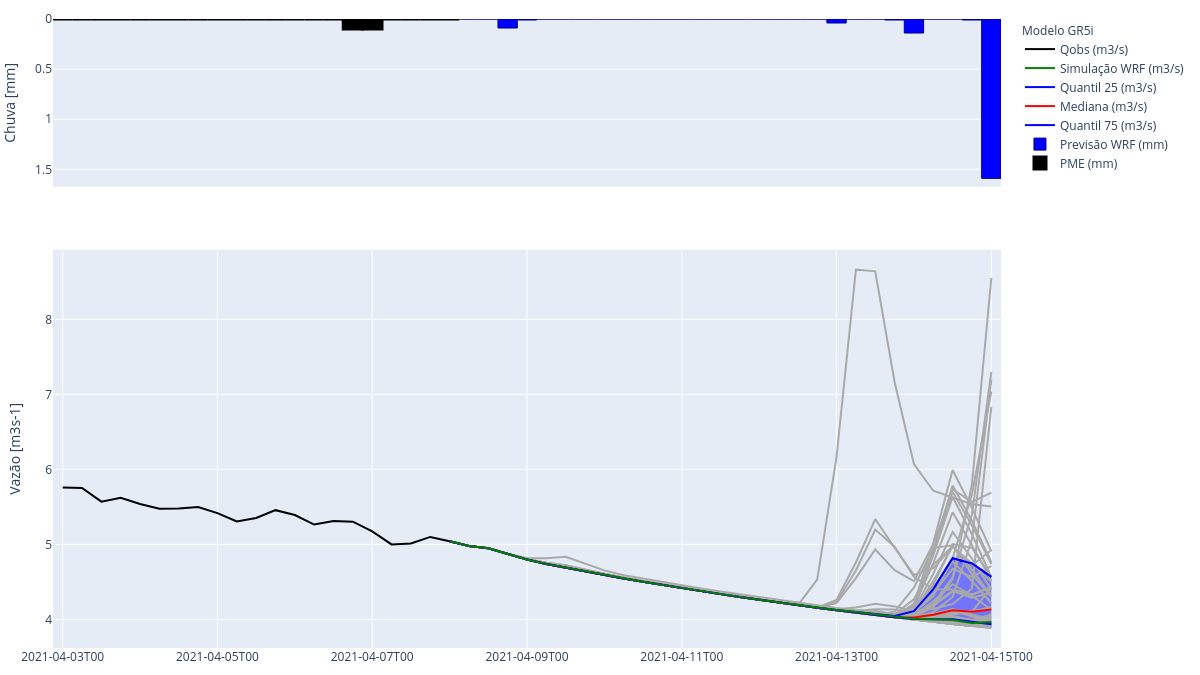 0
0.5
1
1.5
Chuva [mm]
Modelo GR5i
Qobs (m3/s)
Simulação WRF (m3/s)
Quantil 25 (m3/s)
Mediana (m3/s)
Quantil 75 (m3/s)
Previsão WRF (mm)
PME (mm)
8
7
6
5
4
Vazão [m3s-1]
2021-04-03T00
2021-04-05T00
2021-04-07T00
2021-04-09T00
2021-04-11T00
2021-04-13T00
2021-04-15T00